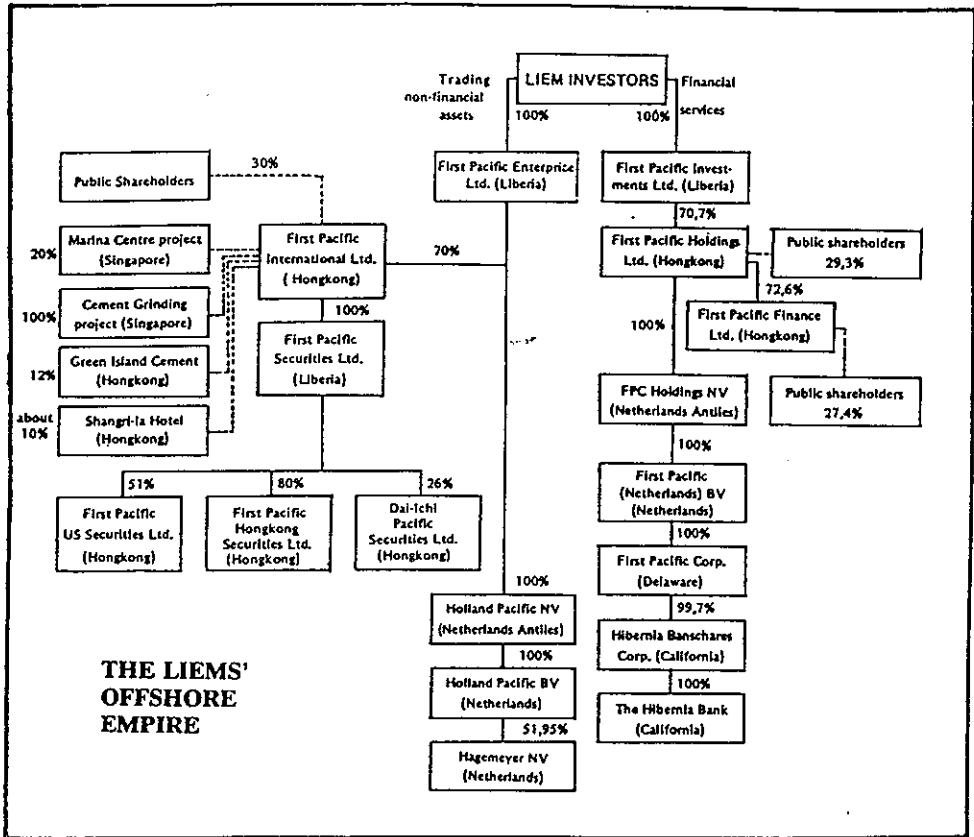 LIEM INVESTORS
Trading
non-financial
assets
100%
Financial
services
100%
First Pacific Enterprise
Ltd. (Liberia)
First Pacific Invest-
ments Ltd. (Liberia)
30%
Public Shareholders
70,7%
Marina Centre project
(Singapore)
20%
First Pacific
International Ltd.
( Hongkong)
70%
First Pacific Holdings
Ltd. (Hongkong)
Public shareholders
29,3%
72,6%
Cement Grinding
project (Singapore)
100%
100%
First Pacific
Securities Ltd.
(Liberia)
100%
First Pacific Finance
Ltd. (Hongkong)
Green Island Cement
(Hongkong)
12%
FPC Holdings NV
(Netherlands Antiles)
Public shareholders
27,4%
about
10%
Shangri-la Hotel
(Hongkong)
100%
51%
80%
26%
First Pacific
US Securities Ltd.
(Hongkong)
First Pacific
Hongkong
Securities Ltd.
(Hongkong)
Dai-ichi
Pacific
Securities Ltd.
(Hongkong)
First Pacific
(Netherlands) BV
(Netherlands)
100%
First Pacific Corp.
(Delaware)
100%
99,7%
Holland Pacific NV
(Netherlands Antiles)
Hibernia Banschares
Corp. (California)
100%
100%
Holland Pacific BV
(Netherlands)
The Hibernia Bank
(California)
51,95%
Hagemeyer NV
(Netherlands)
THE LIEMS'
OFFSHORE
EMPIRE